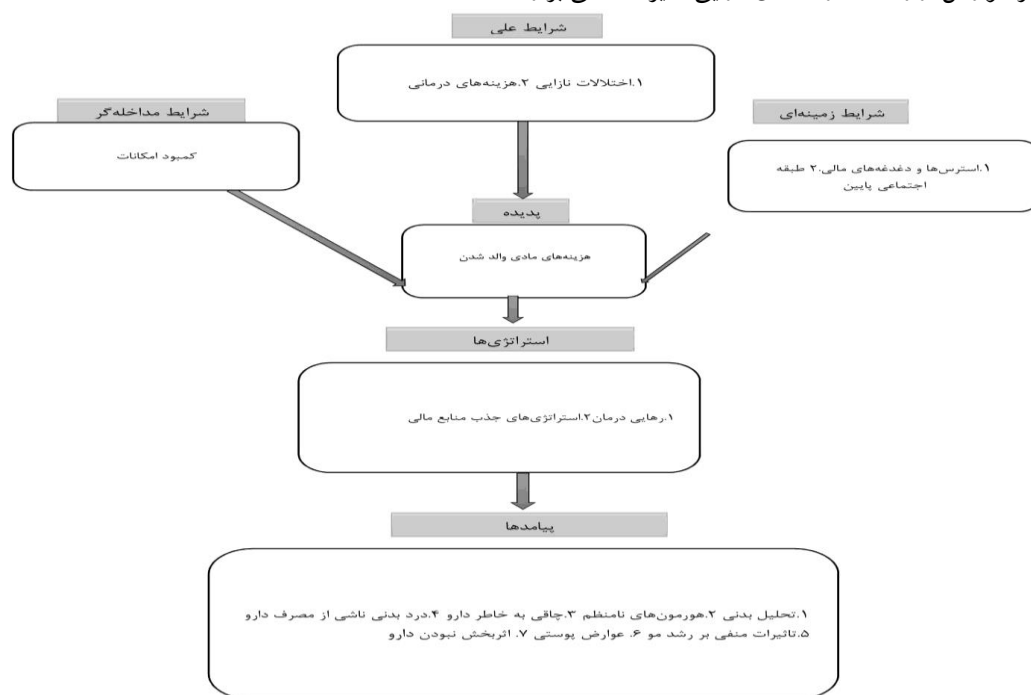 شرایط علی
۱.اختلالات نازایی ۲.هزینه‌های درمانی
شرایط مداخله‌گر
کمبود امکانات
شرایط زمینه‌ای
۱.استرس‌ها و دغدغه‌های مالی.۲ طبقه
اجتماعی پایین
پدیده
هزینه‌های مادی والد شدن
استراتژی‌ها
۱.رهایی درمان۲.استراتژی‌های جذب منابع مالی
پیامدها
۱.تحلیل بدنی ۲.هورمون‌های نامنظم ۳.چاقی به خاطر دارو ۴.درد بدنی ناشی از مصرف دارو
۵.تاثیرات منفی بر رشد مو ۶. عوارض پوستی ۷. اثربخش نبودن دارو